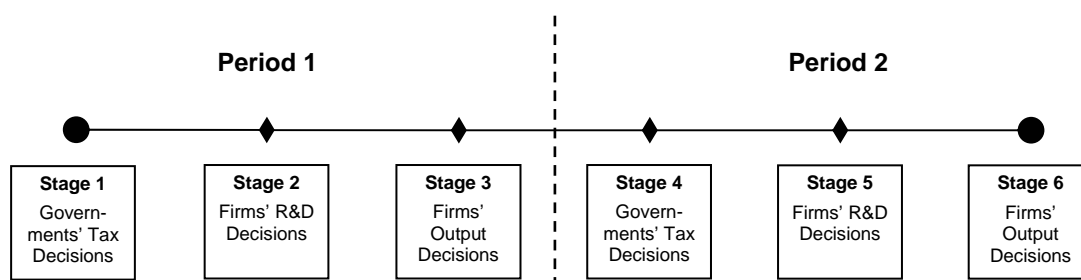 Period 1
Period 2
Stage 1
Govern-
ments' Tax
Decisions
Stage 2
Firms' R&D
Decisions
Stage 3
Firms'
Output
Decisions
Stage 4
Govern-
ments' Tax
Decisions
Stage 5
Firms' R&D
Decisions
Stage 6
Firms'
Output
Decisions